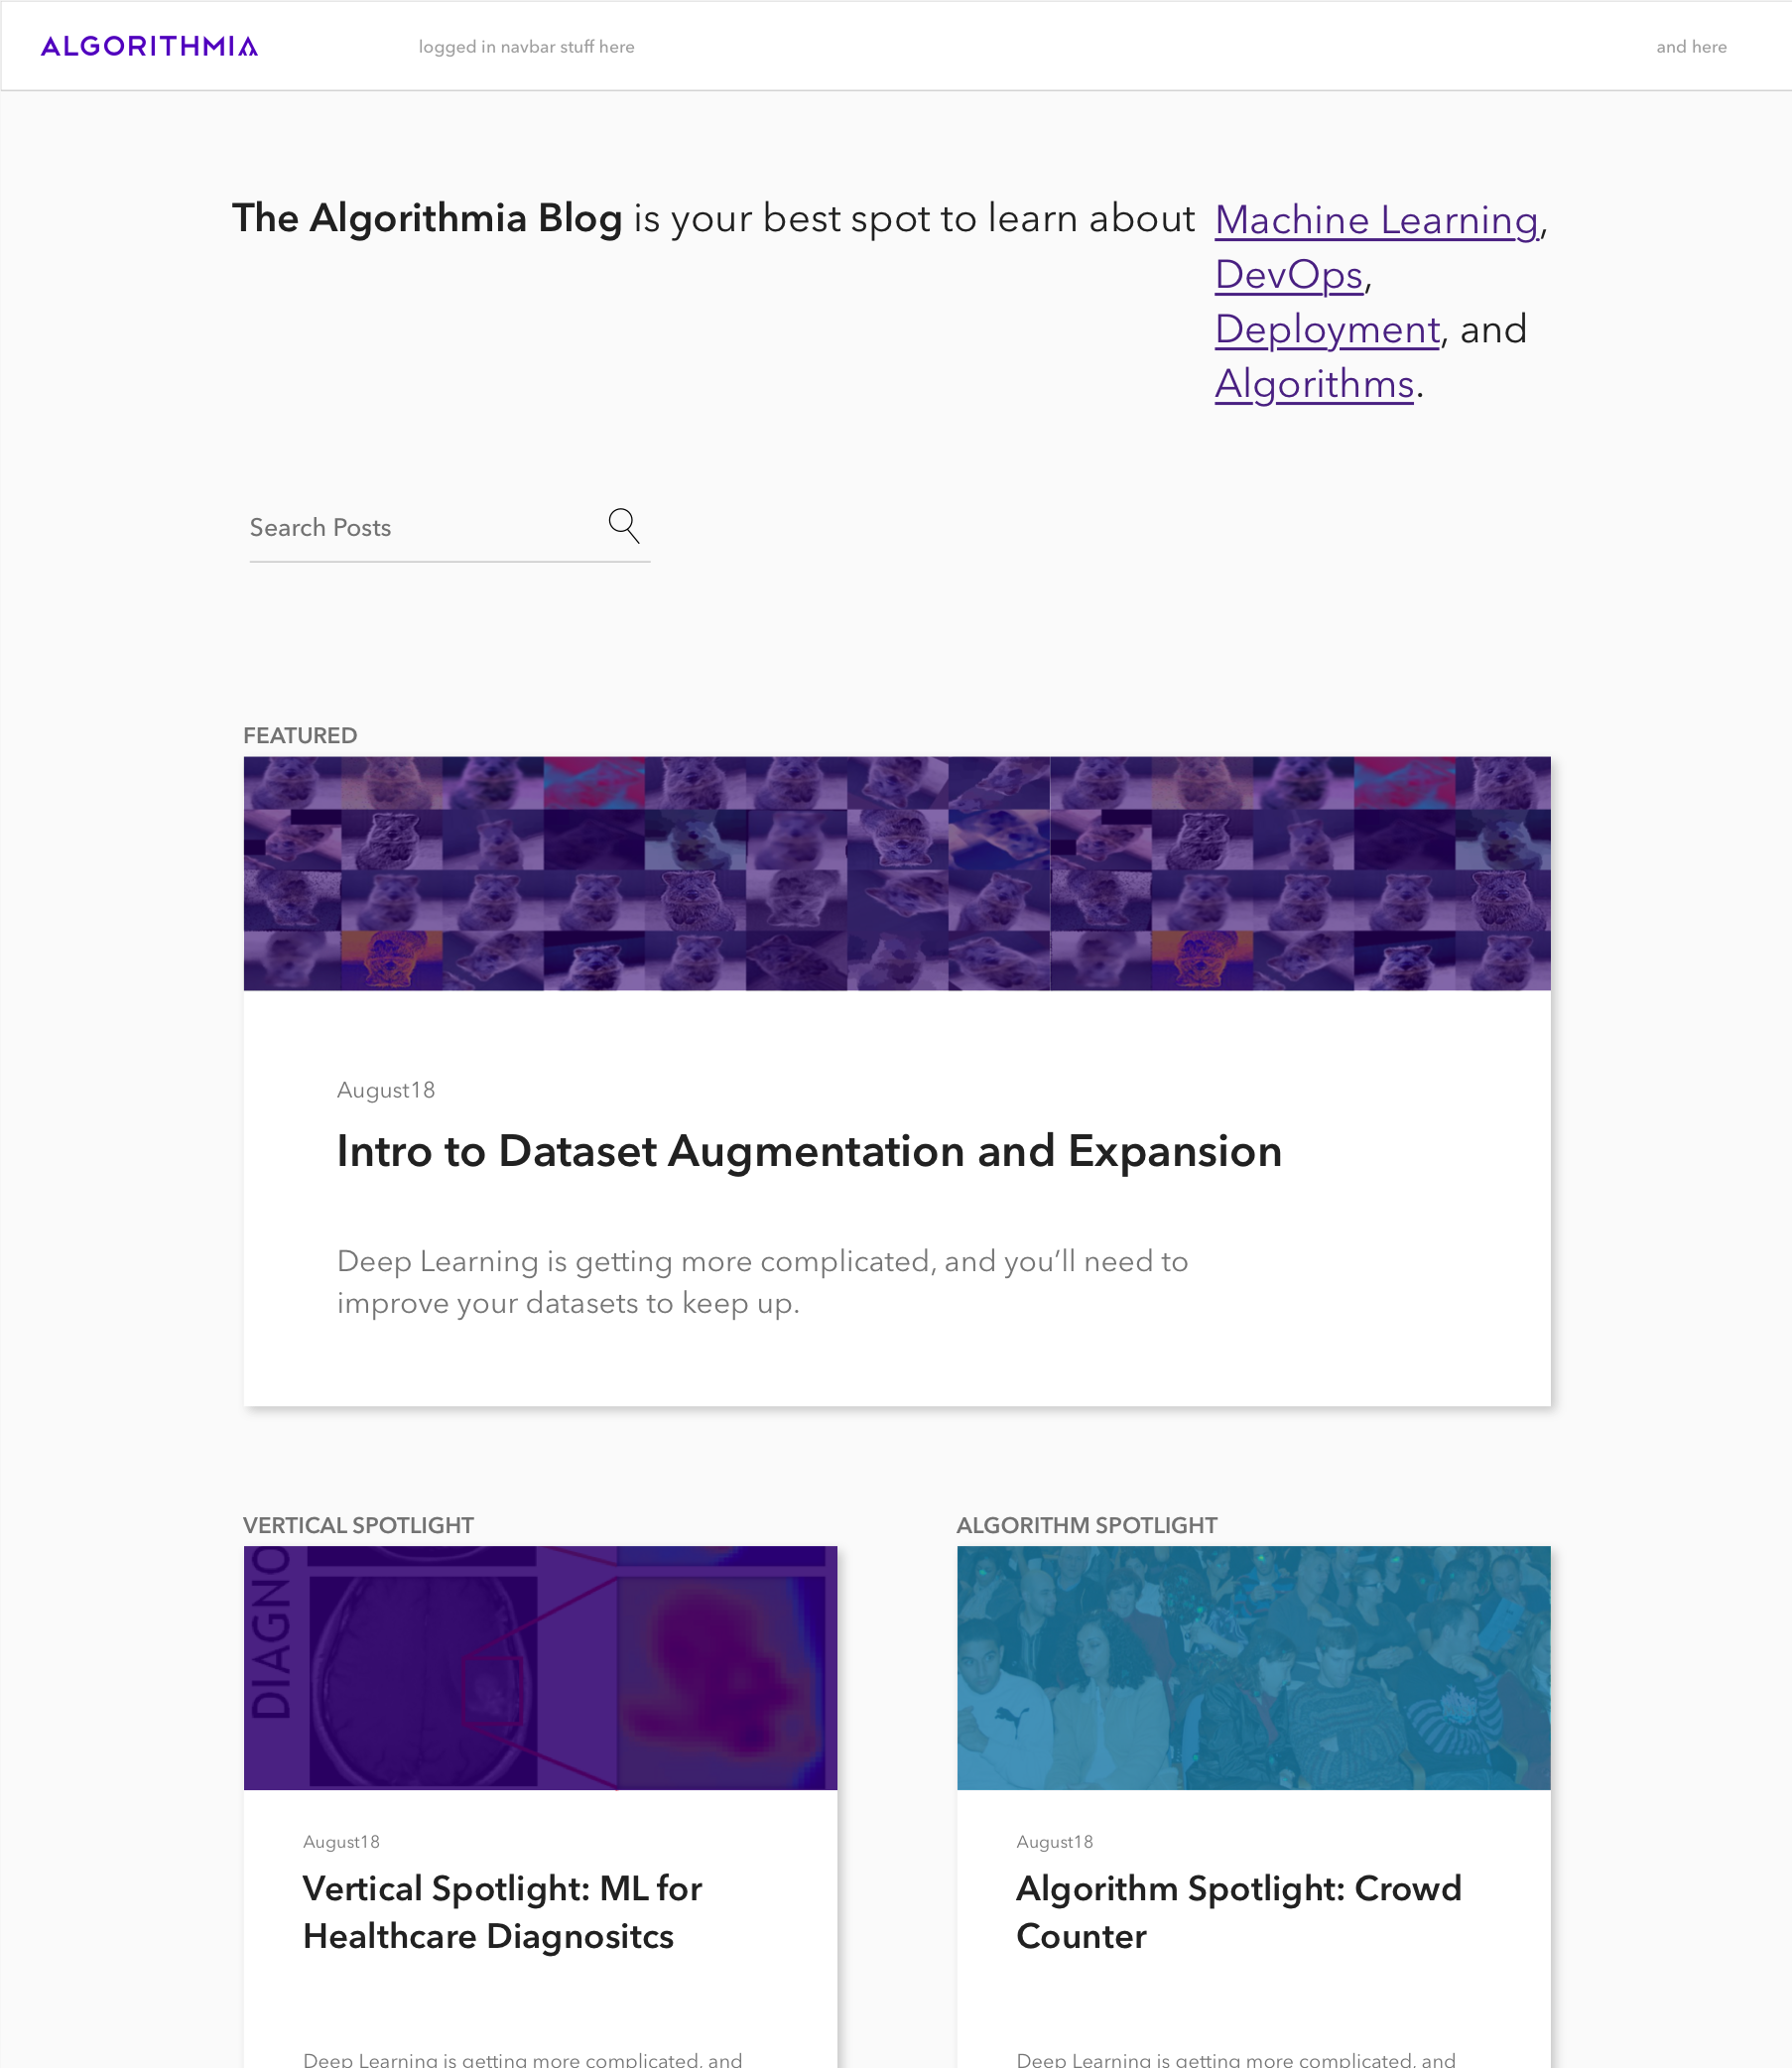 ALGORITHMIA
logged in navbar stuff here
and here
The Algorithmia Blog is your best spot to learn about Machine Learning,
DevOps,
Deployment, and
Algorithms.
Search Posts
FEATURED
August18
Intro to Dataset Augmentation and Expansion
Deep Learning is getting more complicated, and you’ll need to
improve your datasets to keep up.
VERTICAL SPOTLIGHT
DIAGNO
August18
Vertical Spotlight: ML for
Healthcare Diagnositcs
Deep Learning is getting more complicated, and
ALGORITHM SPOTLIGHT
August18
Algorithm Spotlight: Crowd
Counter
Deep Learning is getting more complicated, and